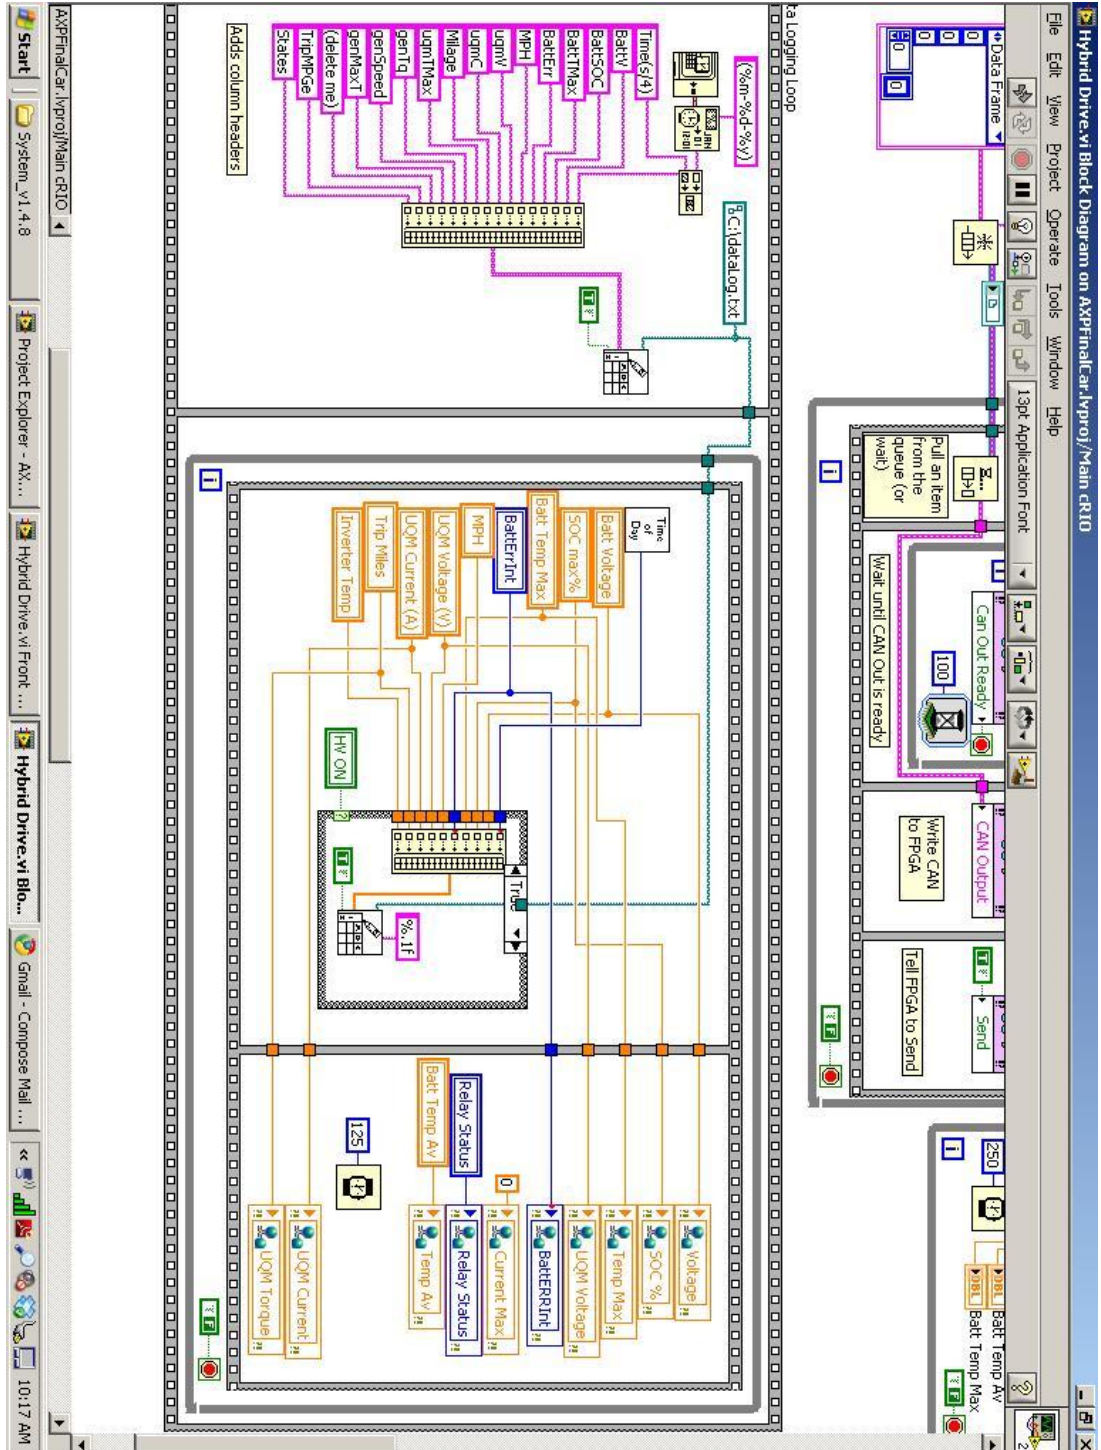 Hybrid Drive.vi Block Diagram on AXPFinalCar.lvproj/Main cRIO
File Edit View Project Operate Tools Window Help
13pt Application Font
Data Frame
0
0
0
0
0
Pull an item
from the
queue (or
wait)
Wait until CAN Out is ready
Can Out Ready
100
i
i
CAN Output
Write CAN
to FPGA
Send
T
Tell FPGA to Send
F
250
i
DBL
DBL
Batt Temp Av
Batt Temp Max
F
ta Logging Loop
(%m-%d-%y)
C:\dataLog.txt
Time(s/4)
BattV
BattSOC
BattTMax
BattErr
MPH
uqmV
uqmC
Milage
uqmTMax
genTq
genSpeed
genMaxT
(delete me)
TripMPGe
States
T
Adds column headers
Time
of
Day
Batt Voltage
SOC max%
Batt Temp Max
BattErrInt
MPH
UQM Voltage (V)
UQM Current (A)
Trip Miles
Inverter Temp
HV ON
True
%.1f
T
i
Voltage
SOC %
Temp Max
UQM Voltage
BattERRInt
0
Current Max
Relay Status
Relay Status
Batt Temp Av
Temp Av
125
UQM Current
UQM Torque
F
AXPFinalCar.lvproj/Main cRIO
Start
System_v1.4.8
Project Explorer - AX...
Hybrid Drive.vi Front ...
Hybrid Drive.vi Blo...
Gmail - Compose Mail ...
10:17 AM